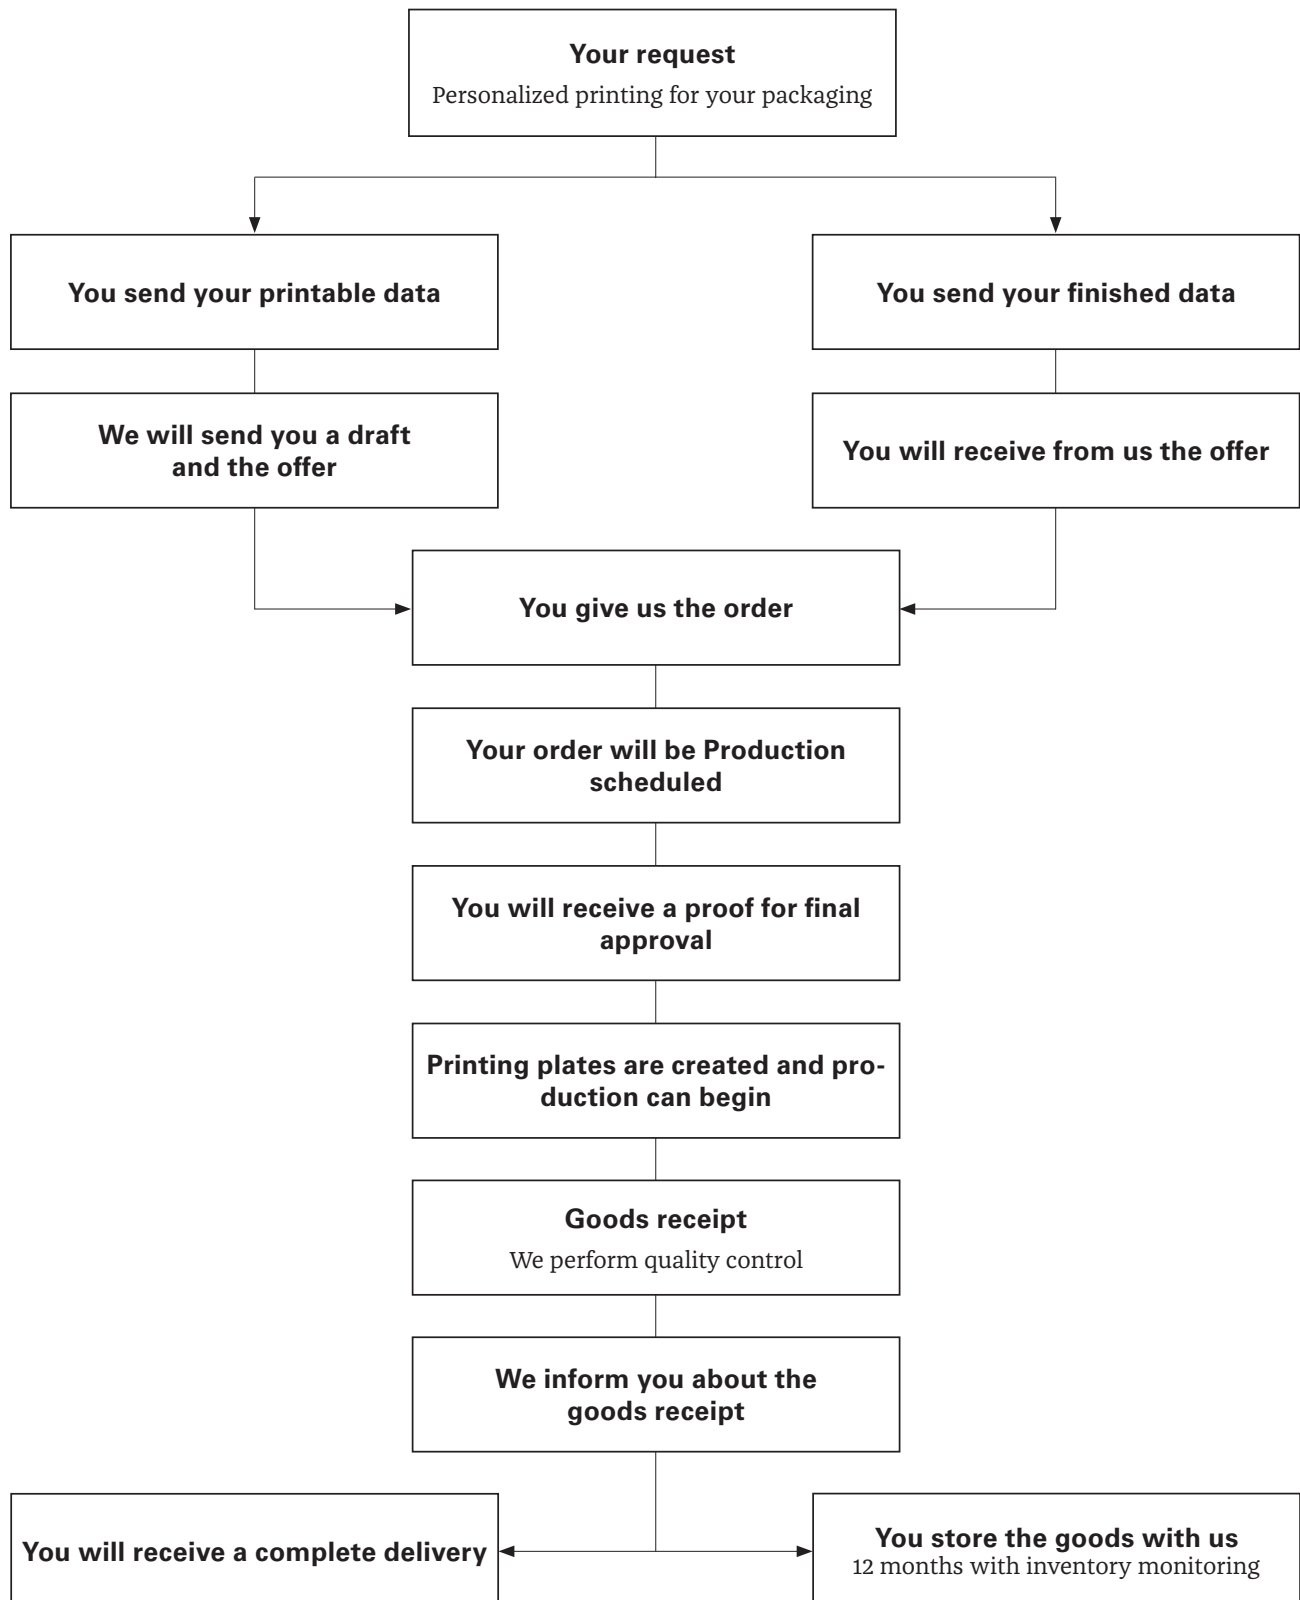 Your request
Personalized printing for your packaging
You send your printable data
You send your finished data
We will send you a draft
and the offer
You will receive from us the offer
You give us the order
Your order will be Production
scheduled
You will receive a proof for final
approval
Printing plates are created and pro-
duction can begin
Goods receipt
We perform quality control
We inform you about the
goods receipt
You will receive a complete delivery
You store the goods with us
12 months with inventory monitoring